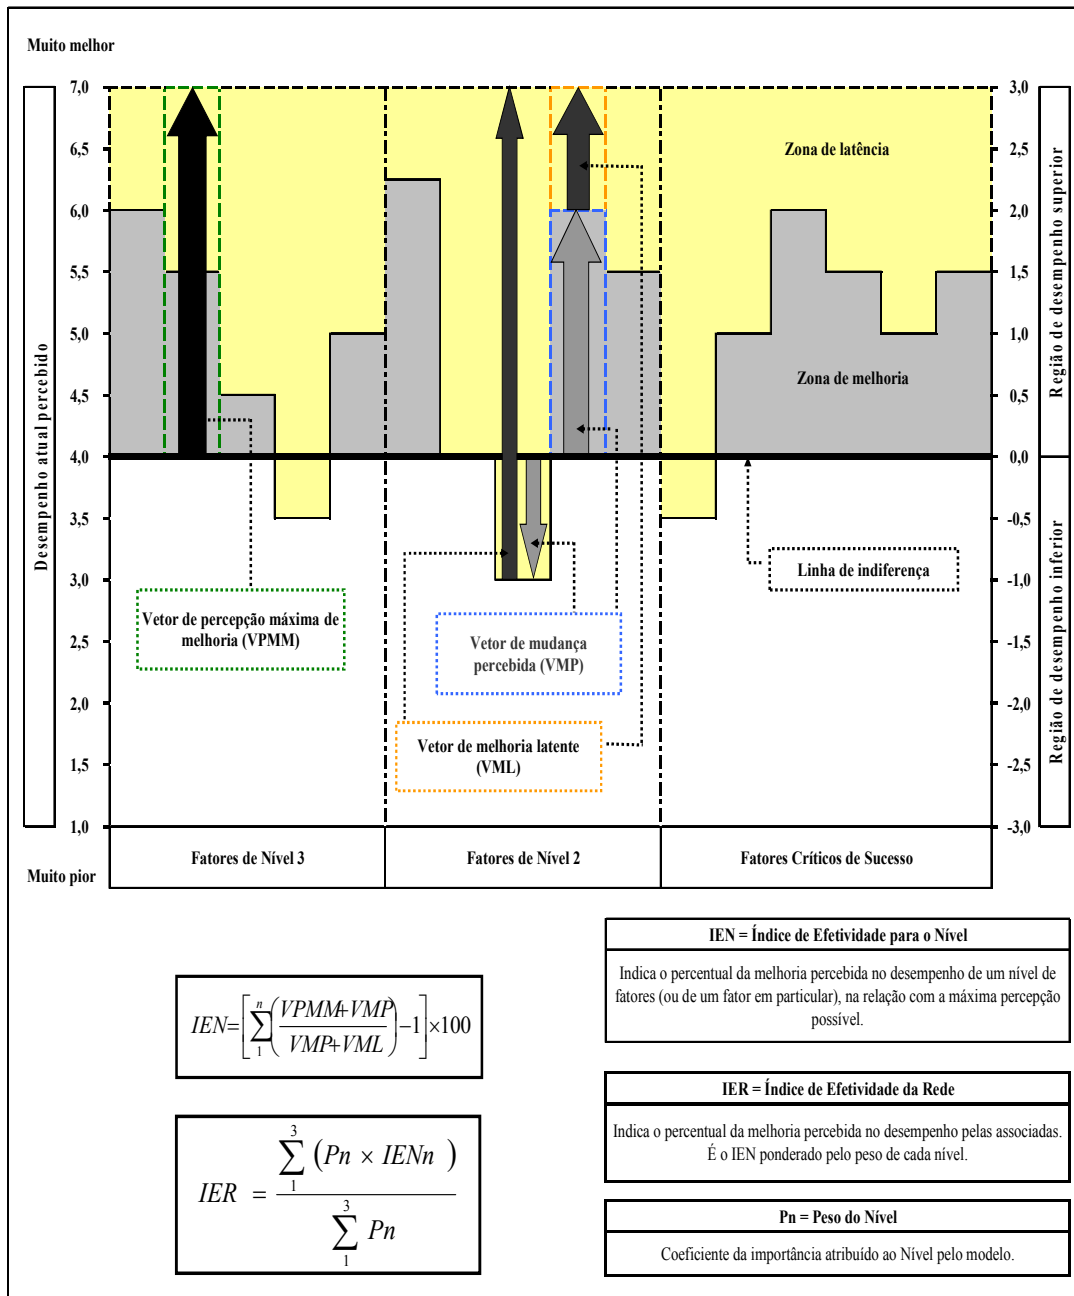 Muito melhor
7,0
6,5
6,0
5,5
5,0
4,5
4,0
3,5
3,0
2,5
2,0
1,5
1,0
Desempenho atual percebido
Muito pior
3,0
2,5
2,0
1,5
1,0
0,5
0,0
-0,5
-1,0
-1,5
-2,0
-2,5
-3,0
Região de desempenho superior
Região de desempenho inferior
Zona de latência
Zona de melhoria
Linha de indiferença
Vetor de percepção máxima de
melhoria (VPMM)
Vetor de mudança
percebida (VMP)
Vetor de melhoria latente
(VML)
Fatores de Nível 3
Fatores de Nível 2
Fatores Críticos de Sucesso
IEN=[∑ n 1 (VPMM+VMP / VMP+VML) −1]×100
IER = ∑ 3 1 (Pn × IENn) / ∑ 3 1 Pn
IEN = Índice de Efetividade para o Nível
Indica o percentual da melhoria percebida no desempenho de um nível de
fatores (ou de um fator em particular), na relação com a máxima percepção
possível.
IER = Índice de Efetividade da Rede
Indica o percentual da melhoria percebida no desempenho pelas associadas.
É o IEN ponderado pelo peso de cada nível.
Pn = Peso do Nível
Coeficiente da importância atribuído ao Nível pelo modelo.